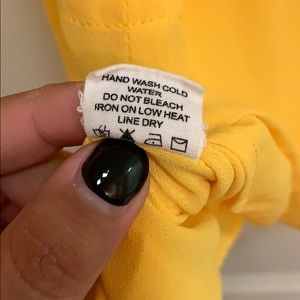 HAND WASH COLD
WATER
DO NOT BLEACH
IRON ON LOW HEAT
LINE DRY